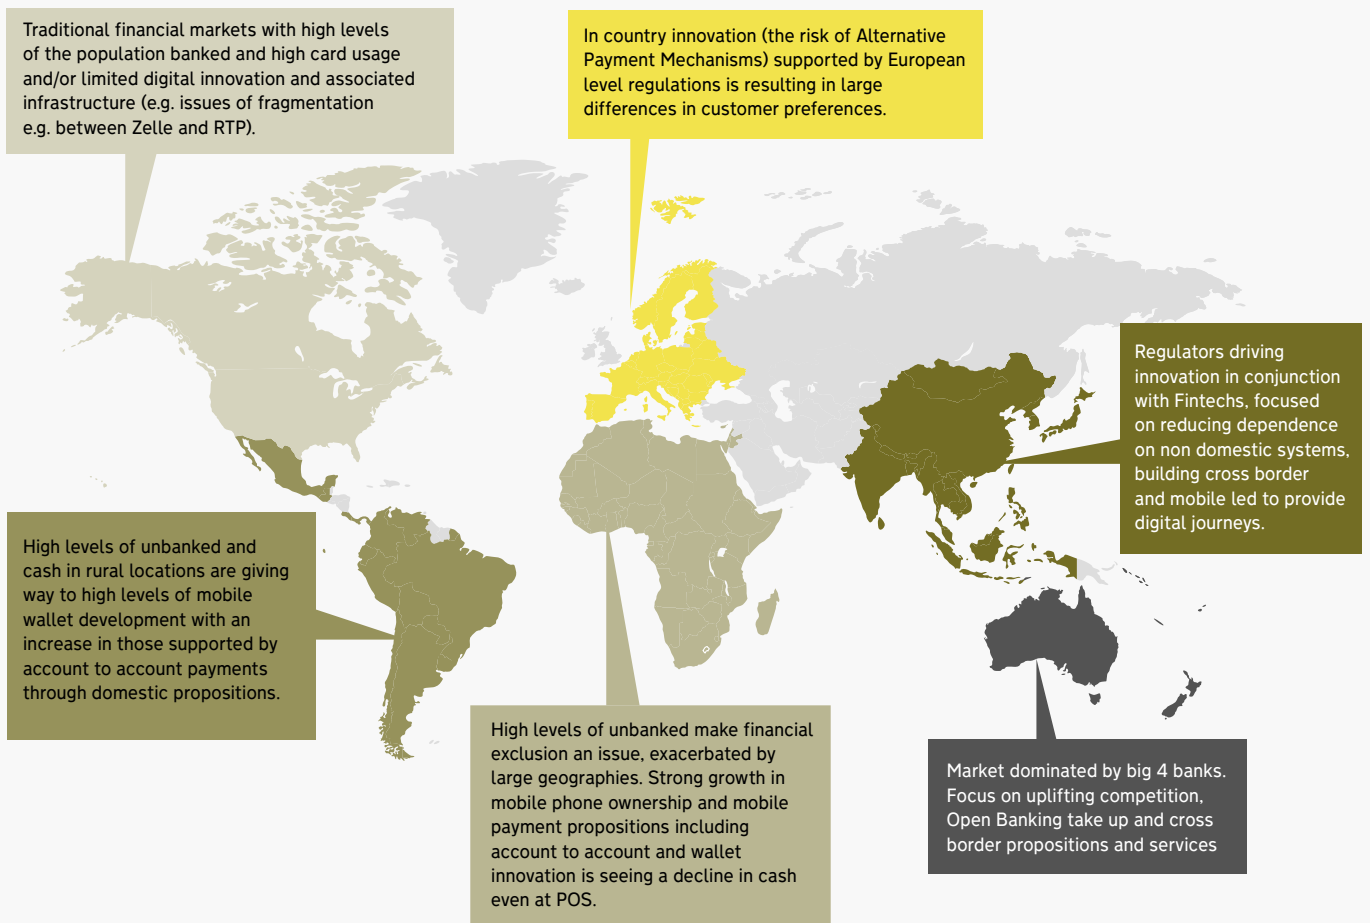 Traditional financial markets with high levels
of the population banked and high card usage
and/or limited digital innovation and associated
infrastructure (e.g. issues of fragmentation
e.g. between Zelle and RTP).
In country innovation (the risk of Alternative
Payment Mechanisms) supported by European
level regulations is resulting in large
differences in customer preferences.
Regulators driving
innovation in conjunction
with Fintechs, focused
on reducing dependence
on non domestic systems,
building cross border
and mobile led to provide
digital journeys.
High levels of unbanked and
cash in rural locations are giving
way to high levels of mobile
wallet development with an
increase in those supported by
account to account payments
through domestic propositions.
High levels of unbanked make financial
exclusion an issue, exacerbated by
large geographies. Strong growth in
mobile phone ownership and mobile
payment propositions including
account to account and wallet
innovation is seeing a decline in cash
even at POS.
Market dominated by big 4 banks.
Focus on uplifting competition,
Open Banking take up and cross
border propositions and services